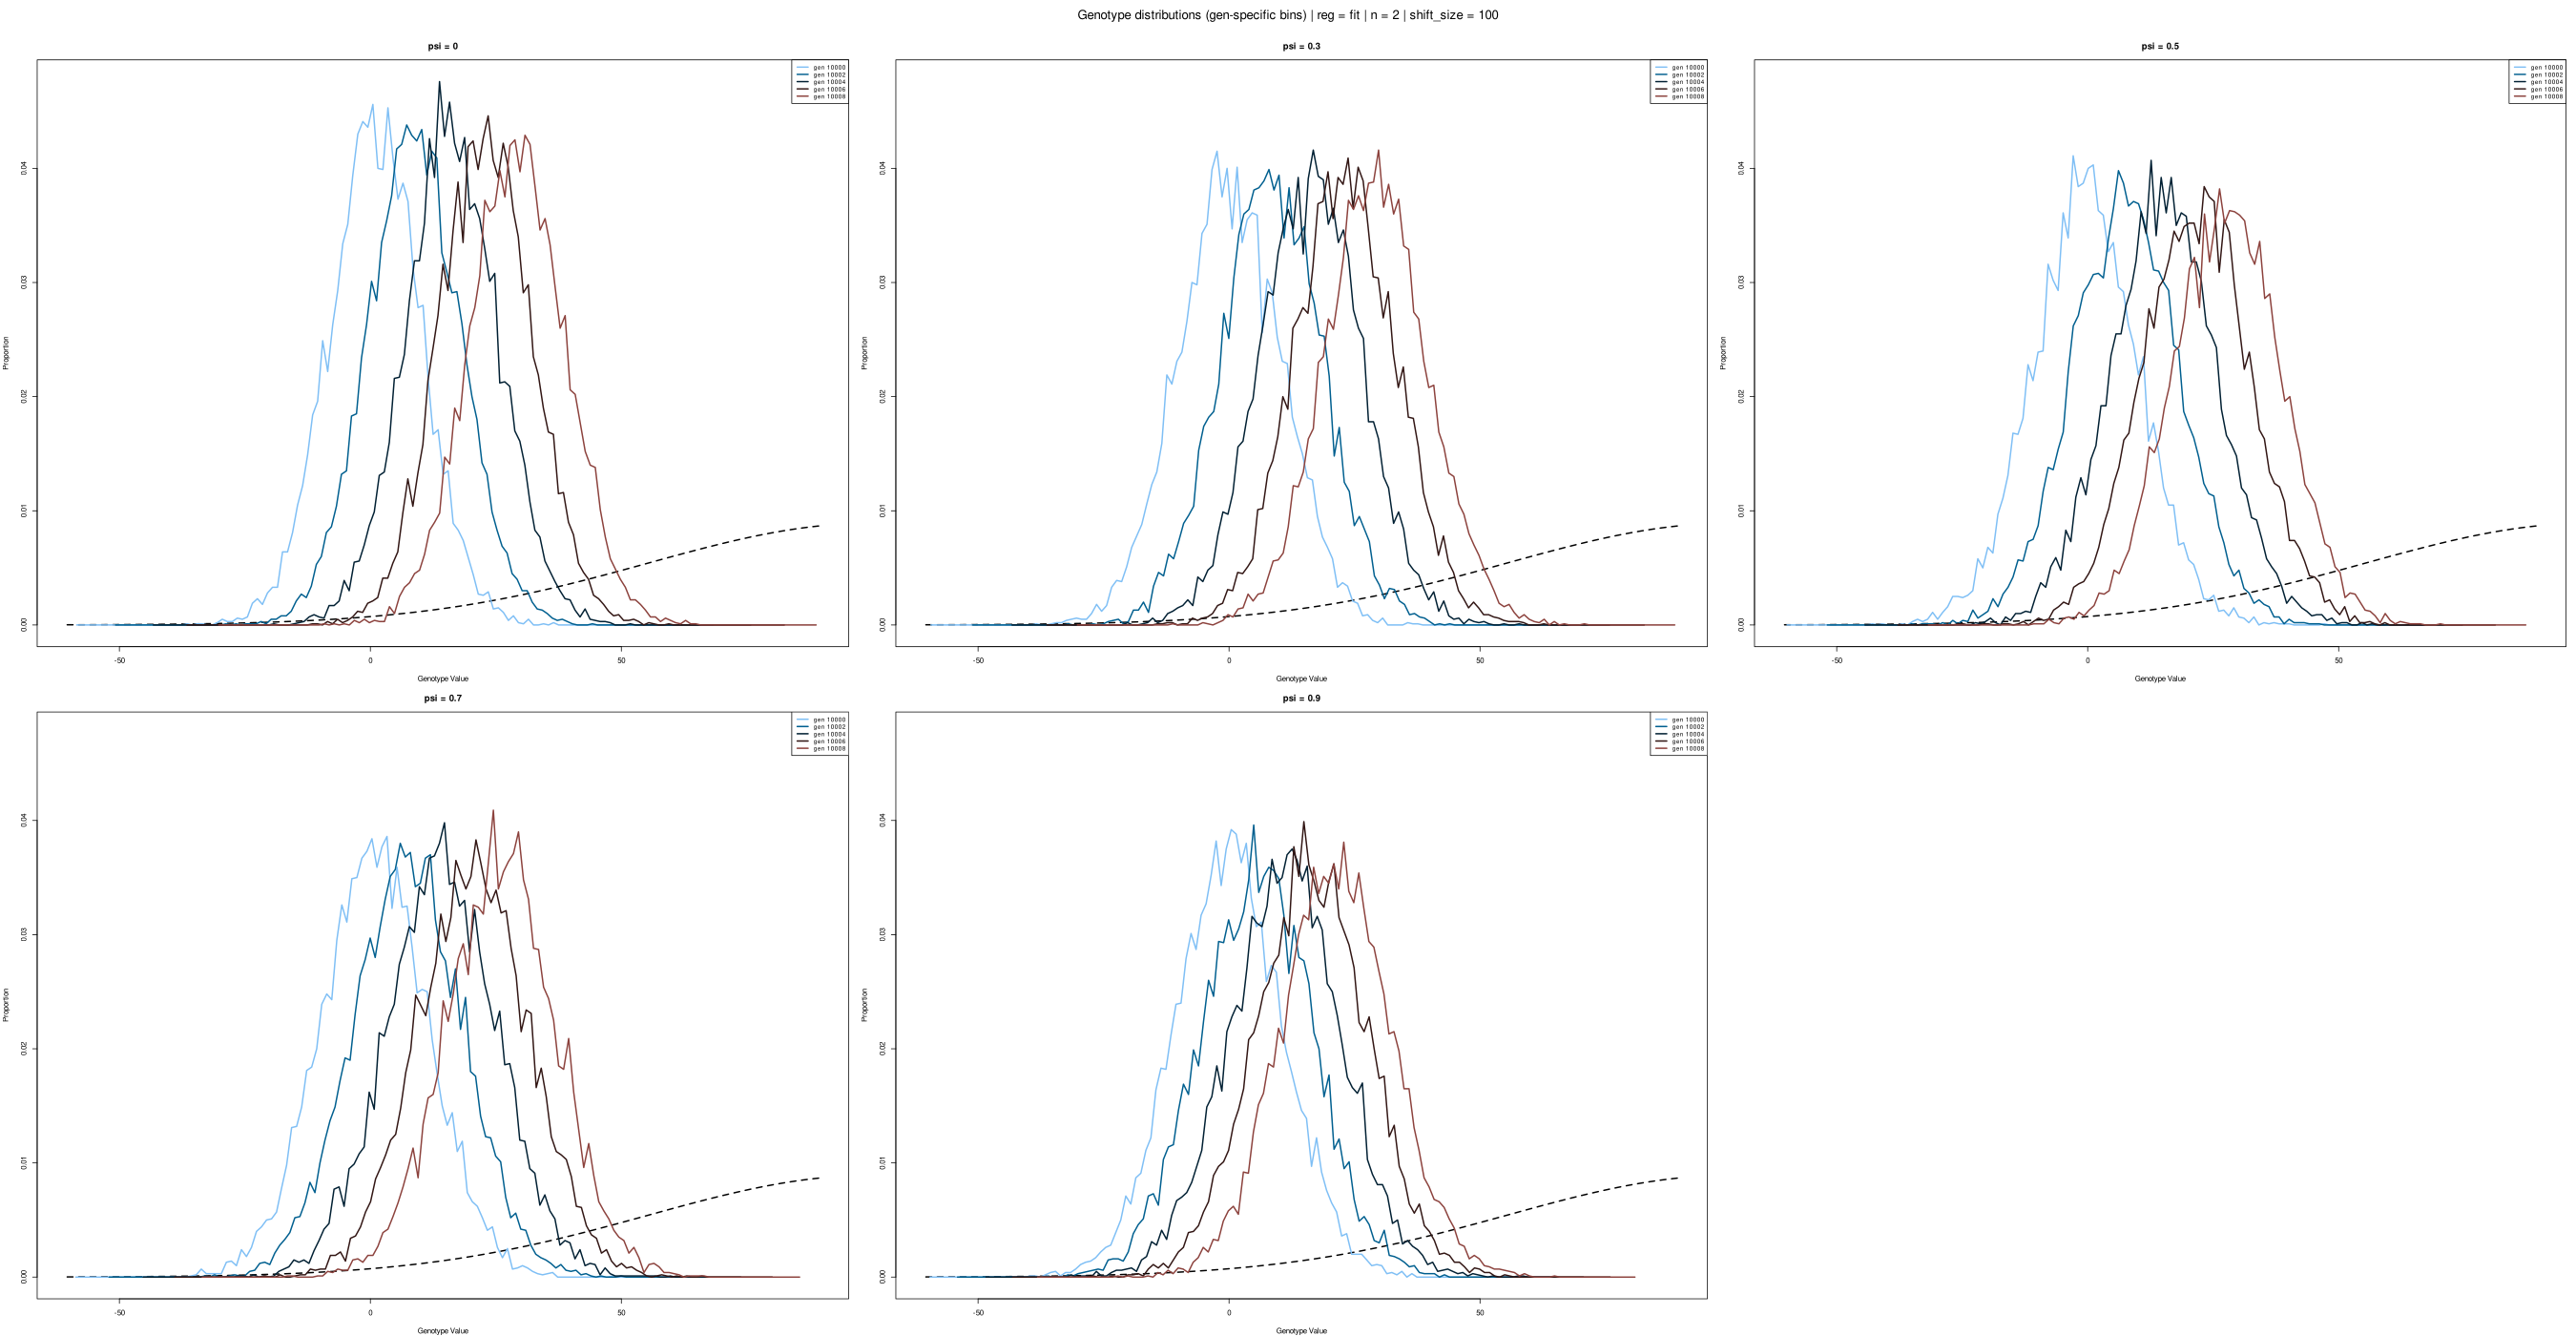 Genotype distributions (gen-specific bins) | reg = fit | n = 2 | shift_size = 100
psi = 0
gen 10000
gen 10002
gen 10004
gen 10006
gen 10008
Proportion
0.04
0.03
0.02
0.01
0.00
-50
0
50
Genotype Value
psi = 0.3
gen 10000
gen 10002
gen 10004
gen 10006
gen 10008
Proportion
0.04
0.03
0.02
0.01
0.00
-50
0
50
Genotype Value
psi = 0.5
gen 10000
gen 10002
gen 10004
gen 10006
gen 10008
Proportion
0.04
0.03
0.02
0.01
0.00
-50
0
50
Genotype Value
psi = 0.7
gen 10000
gen 10002
gen 10004
gen 10006
gen 10008
Proportion
0.04
0.03
0.02
0.01
0.00
-50
0
50
Genotype Value
psi = 0.9
gen 10000
gen 10002
gen 10004
gen 10006
gen 10008
Proportion
0.04
0.03
0.02
0.01
0.00
-50
0
50
Genotype Value